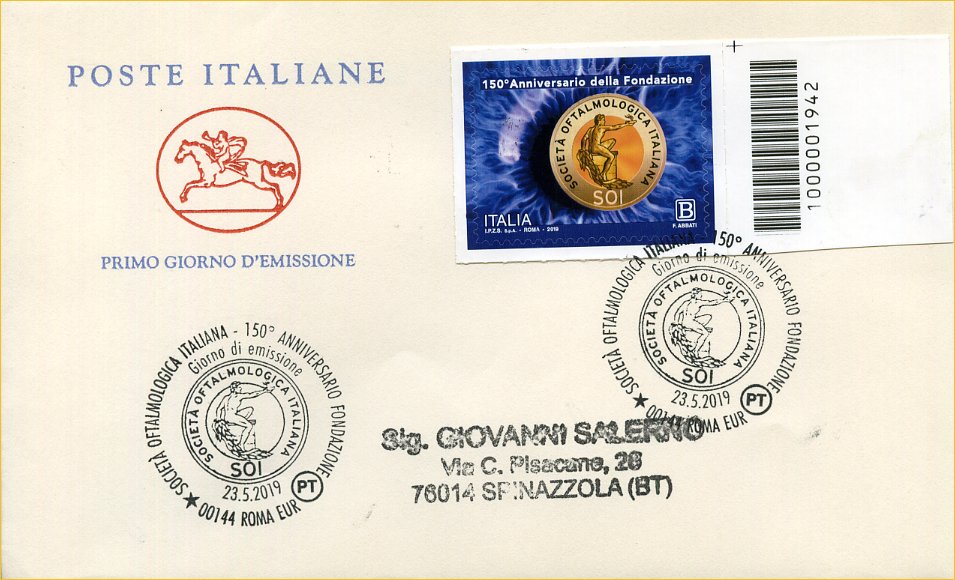 POSTE ITALIANE
PRIMO GIORNO D'EMISSIONE
150° Anniversario della Fondazione
SOCIETÀ OFTALMOLOGICA ITALIANA
SOI
ITALIA
I.P.Z.S. S.p.A. - ROMA - 2019
B
F. ABBATI
1000001942
SOCIETÀ OFTALMOLOGICA ITALIANA - 150° ANNIVERSARIO FONDAZIONE
Giorno di emissione
SOCIETÀ OFTALMOLOGICA ITALIANA
SOI
23.5.2019
PT
00144 ROMA EUR
SOCIETÀ OFTALMOLOGICA ITALIANA - 150° ANNIVERSARIO FONDAZIONE
Giorno di emissione
SOCIETÀ OFTALMOLOGICA ITALIANA
SOI
23.5.2019
PT
00144 ROMA EUR
Sig. GIOVANNI SALERNO
Via C. Pisacane, 28
76014 SPINAZZOLA (BT)